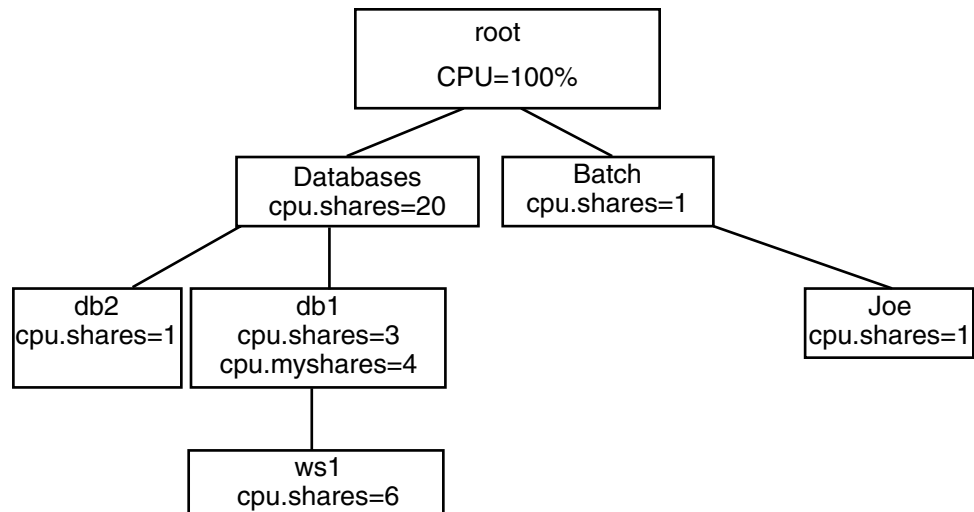 root
CPU=100%
Databases
cpu.shares=20
Batch
cpu.shares=1
db2
cpu.shares=1
db1
cpu.shares=3
cpu.myshares=4
Joe
cpu.shares=1
ws1
cpu.shares=6